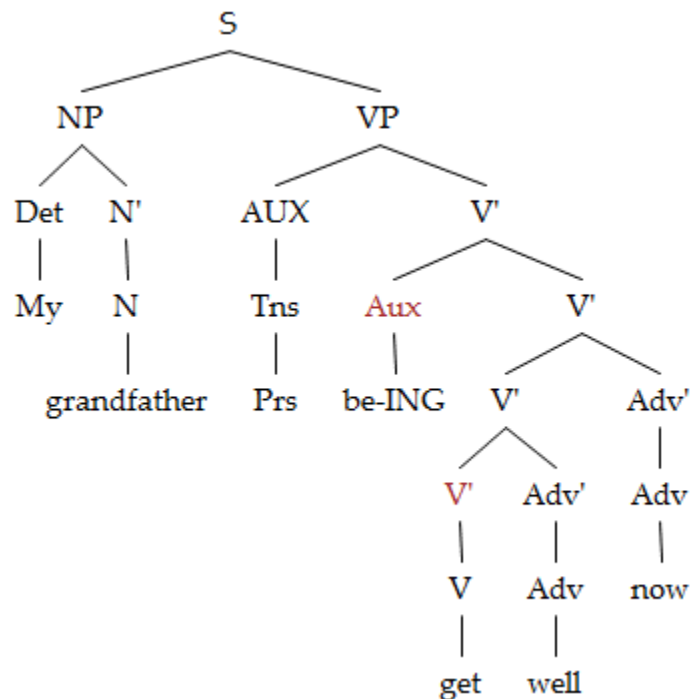 S
NP VP
Det N' AUX V'
My N Tns Aux V'
grandfather Prs be-ING V' Adv'
V' Adv' Adv
V Adv now
get well